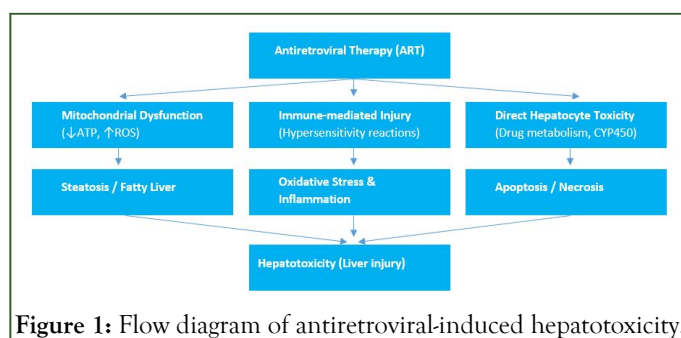 Antiretroviral Therapy (ART)
Mitochondrial Dysfunction
(↓ATP, ↑ROS)
Immune-mediated Injury
(Hypersensitivity reactions)
Direct Hepatocyte Toxicity
(Drug metabolism, CYP450)
Steatosis / Fatty Liver
Oxidative Stress &
Inflammation
Apoptosis / Necrosis
Hepatotoxicity (Liver injury)
Figure 1: Flow diagram of antiretroviral-induced hepatotoxicity.